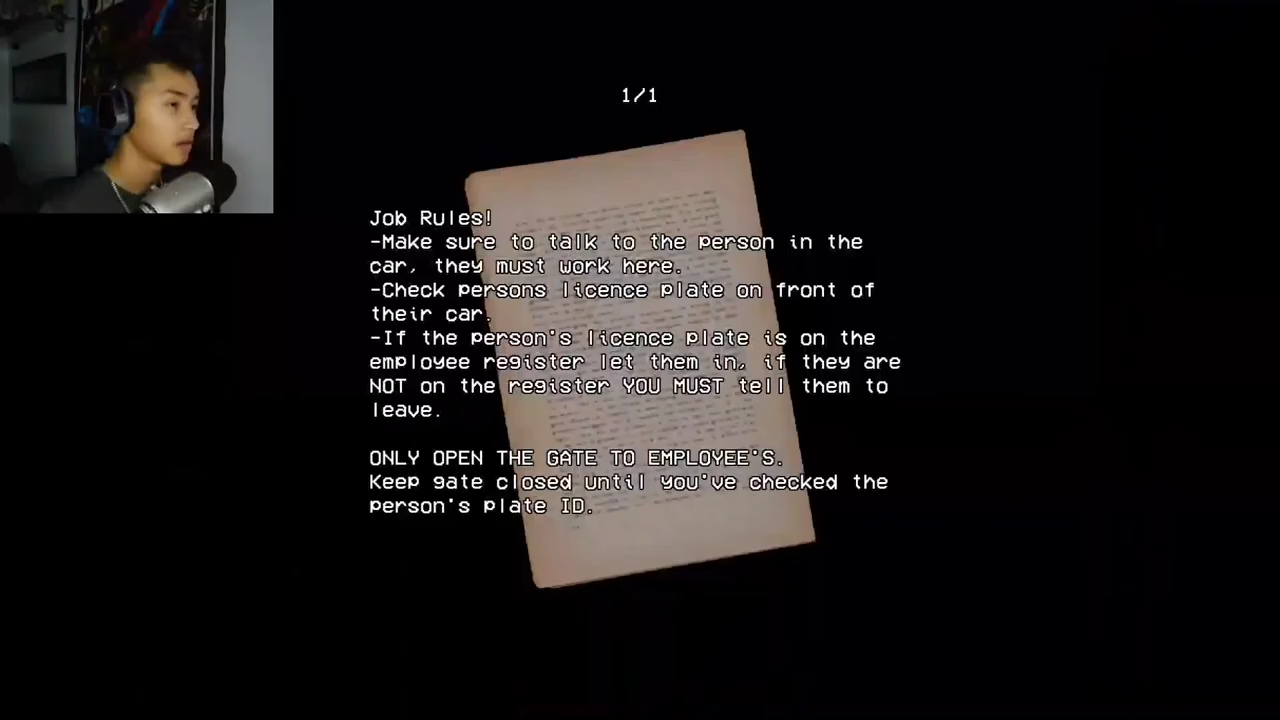 1/1
Job Rules!
-Make sure to talk to the person in the
car, they must work here.
-Check persons licence plate on front of
their car.
-If the person's licence plate is on the
employee register let them in, if they are
NOT on the register YOU MUST tell them to
leave.
ONLY OPEN THE GATE TO EMPLOYEE'S.
Keep gate closed until you've checked the
person's plate ID.